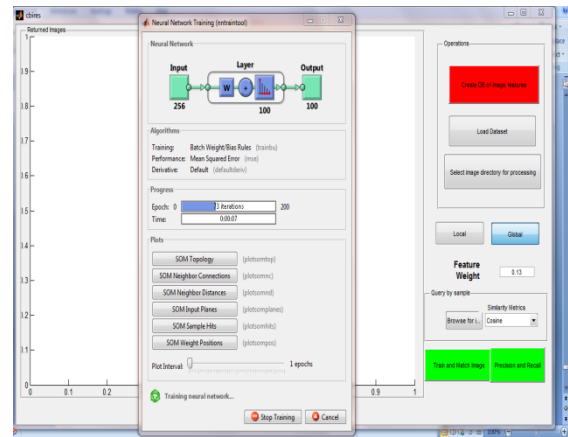 cbires
Returned Images
1
0.9
0.8
0.7
0.6
0.5
0.4
0.3
0.2
0.1
0
0 0.1 0.2 0.9 1
Neural Network Training (nntraintool)
Neural Network
Input Layer Output
W +
256 100 100
Algorithms
Training: Batch Weight/Bias Rules (trainbu)
Performance: Mean Squared Error (mse)
Derivative: Default (defaultderiv)
Progress
Epoch: 0 73 iterations 200
Time: 0:00:07
Plots
SOM Topology (plotsomtop)
SOM Neighbor Connections (plotsomnc)
SOM Neighbor Distances (plotsomnd)
SOM Input Planes (plotsomplanes)
SOM Sample Hits (plotsomhits)
SOM Weight Positions (plotsompos)
Plot Interval: 1 epochs
Training neural network...
Stop Training Cancel
Operations
Create DB of image features
Load Dataset
Select image directory for processing
Local Global
Feature
Weight 0.13
Query by sample
Similarity Metrics
Browse for i... Cosine
Train and Match Image Precision and Recall
100%